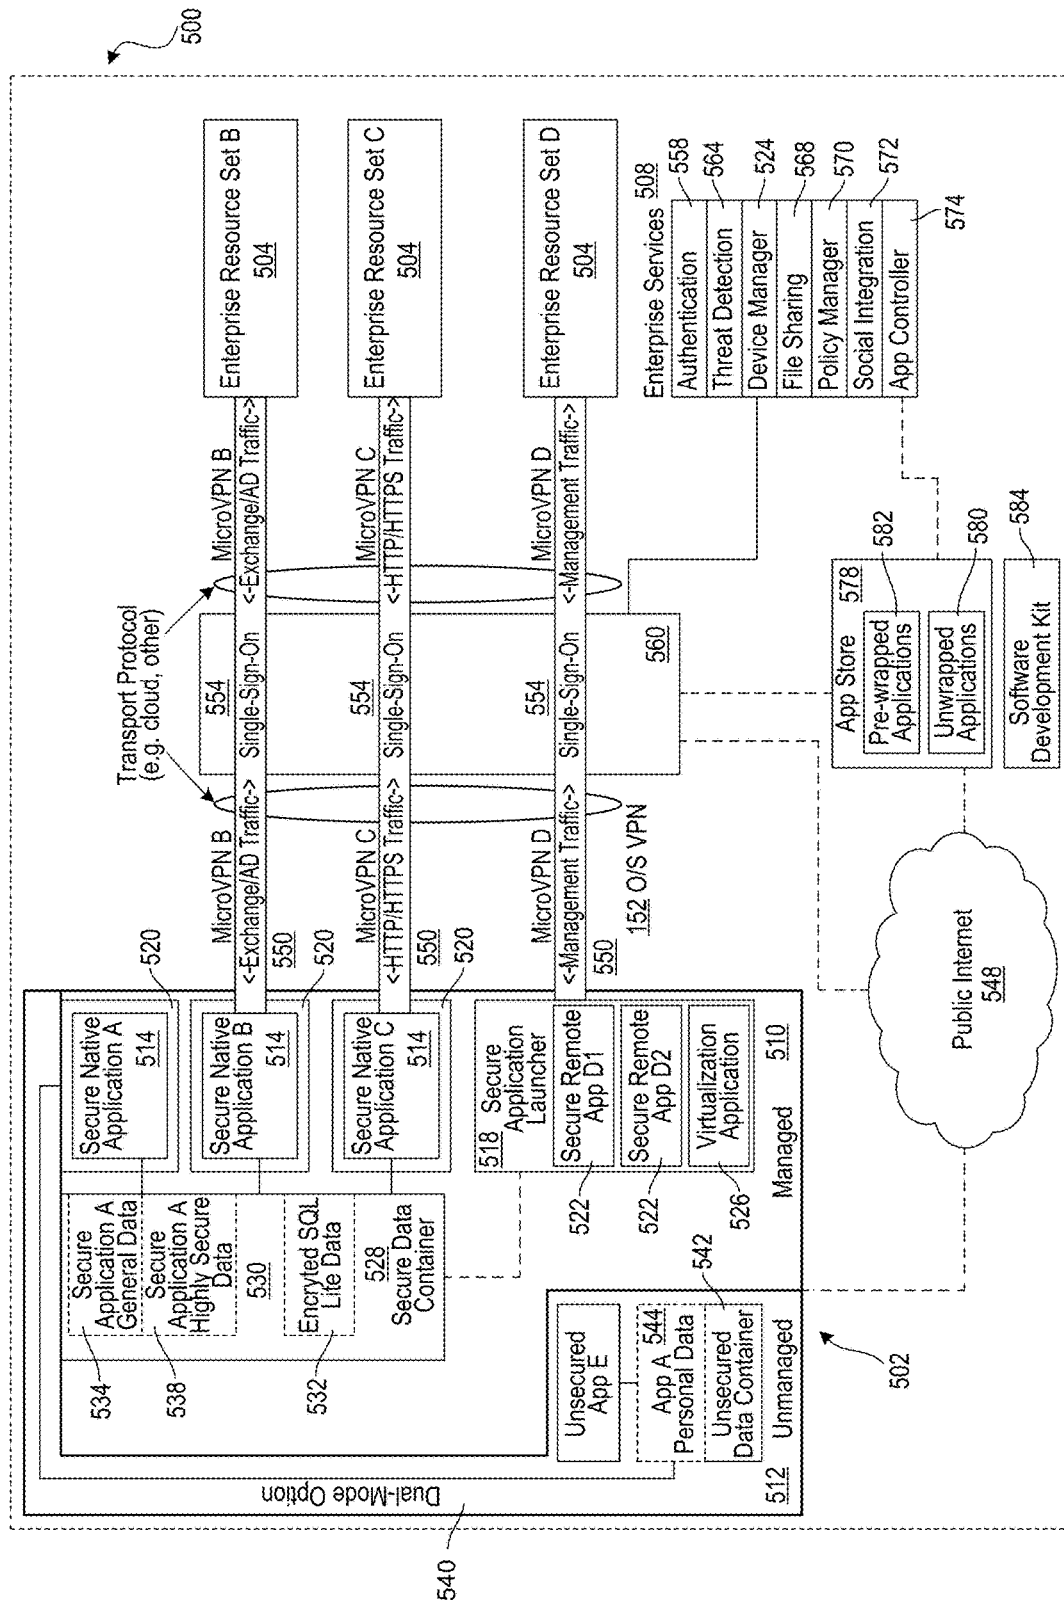 500
502
540
Dual-Mode Option
534
Secure
Application A
General Data
538
Secure
Application A
Highly Secure
Data
530
532
Encryted SQL
Lite Data
528
Secure Data
Container
Secure Native
Application A
514
520
Secure Native
Application B
514
520
Secure Native
Application C
514
520
518
Secure
Application
Launcher
522
Secure Remote
App D1
522
Secure Remote
App D2
526
Virtualization
Application
Managed
510
Unsecured
App E
App A
Personal Data
544
542
Unsecured
Data Container
512
Unmanaged
Transport Protocol
(e.g. cloud, other)
MicroVPN B
<-Exchange/AD Traffic->
550
554
Single-Sign-On
MicroVPN B
<-Exchange/AD Traffic->
Enterprise Resource Set B
504
MicroVPN C
<-HTTP/HTTPS Traffic->
550
554
Single-Sign-On
MicroVPN C
<-HTTP/HTTPS Traffic->
Enterprise Resource Set C
504
MicroVPN D
<-Management Traffic->
550
554
Single-Sign-On
MicroVPN D
<-Management Traffic->
Enterprise Resource Set D
504
152 O/S VPN
560
Enterprise Services
508
Authentication
558
Threat Detection
564
Device Manager
524
File Sharing
568
Policy Manager
570
Social Integration
572
App Controller
574
Public Internet
548
App Store
578
Pre-wrapped
Applications
582
Unwrapped
Applications
580
Software
Development Kit
584